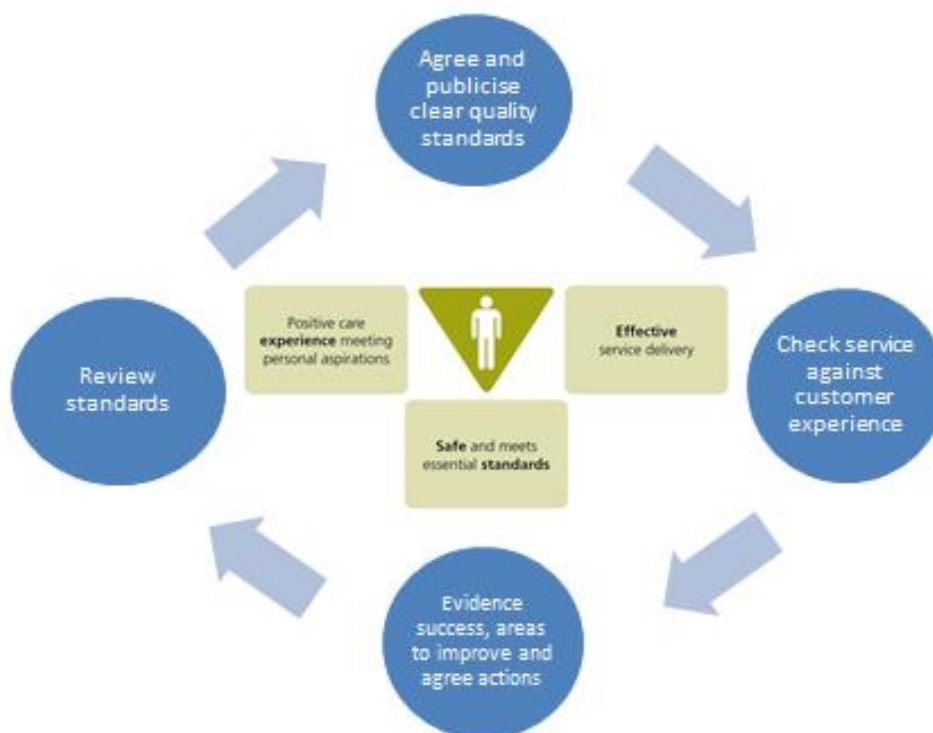 Agree and
publicise
clear quality
standards
Positive care
experience meeting
personal aspirations
Effective
service delivery
Check service
against
customer
experience
Review
standards
Safe and meets
essential standards
Evidence
success, areas
to improve and
agree actions